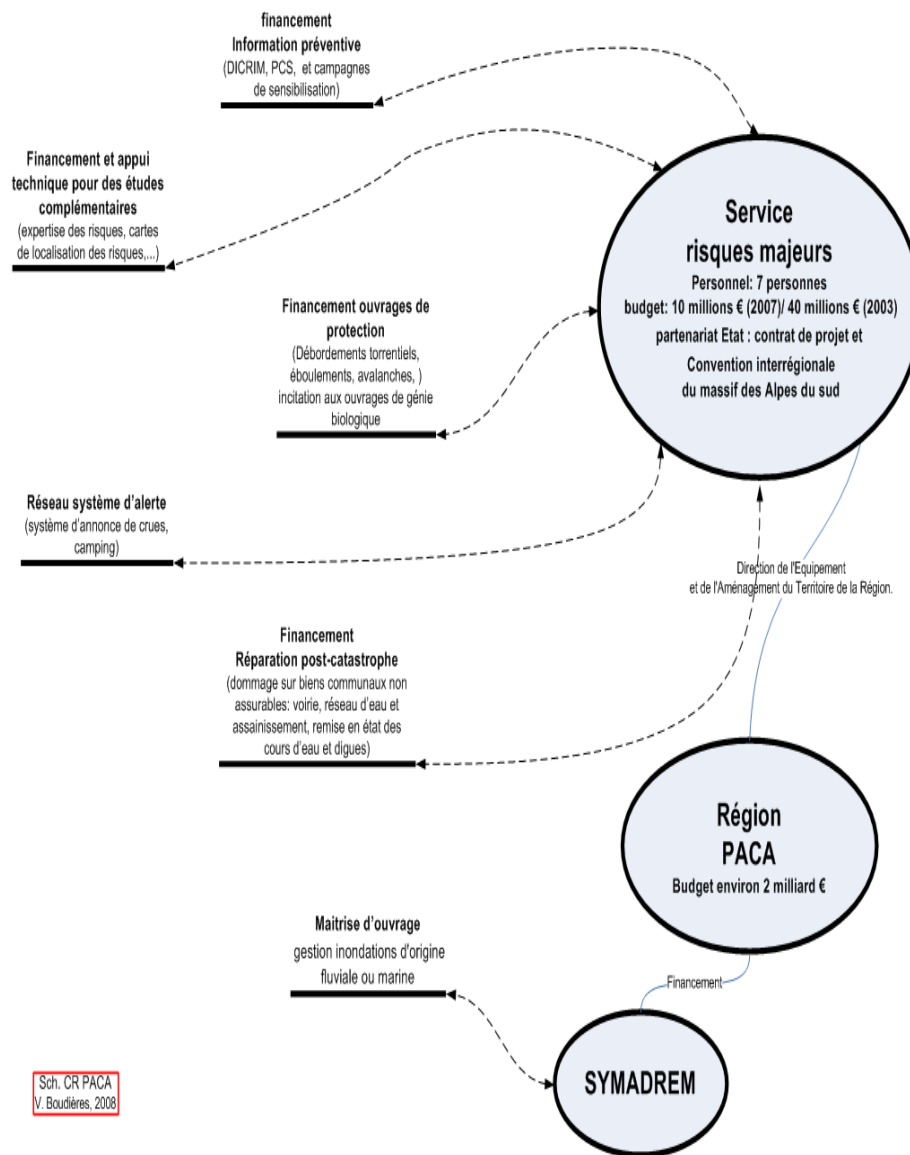 financement
Information préventive
(DICRIM, PCS, et campagnes
de sensibilisation)
Financement et appui
technique pour des études
complémentaires
(expertise des risques, cartes
de localisation des risques,...)
Service
risques majeurs
Personnel: 7 personnes
budget: 10 millions € (2007)/ 40 millions € (2003)
partenariat Etat : contrat de projet et
Convention interrégionale
du massif des Alpes du sud
Financement ouvrages de
protection
(Débordements torrentiels,
éboulements, avalanches, )
incitation aux ouvrages de génie
biologique
Réseau système d'alerte
(système d'annonce de crues,
camping)
Direction de l'Equipement
et de l'Aménagement du Territoire de la Région.
Financement
Réparation post-catastrophe
(dommage sur biens communaux non
assurables: voirie, réseau d'eau et
assainissement, remise en état des
cours d'eau et digues)
Région
PACA
Budget environ 2 milliard €
Maitrise d'ouvrage
gestion inondations d'origine
fluviale ou marine
Financement
SYMADREM
Sch. CR PACA
V. Boudières, 2008